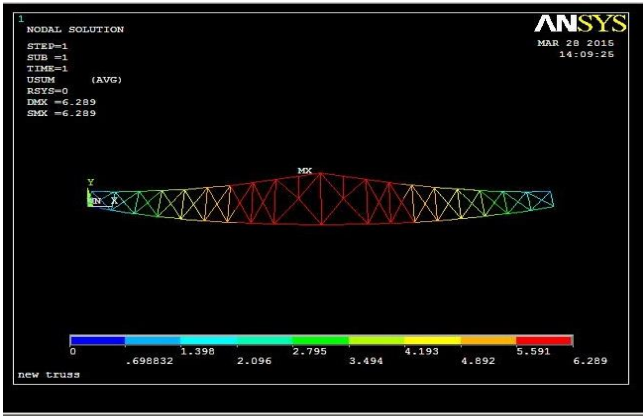 1
NODAL SOLUTION
STEP=1
SUB =1
TIME=1
USUM (AVG)
RSYS=0
DMX =6.289
SMX =6.289
ANSYS
MAR 28 2015
14:09:25
MX
Y
MN X
0 1.398 2.795 4.193 5.591
.698832 2.096 3.494 4.892 6.289
new truss